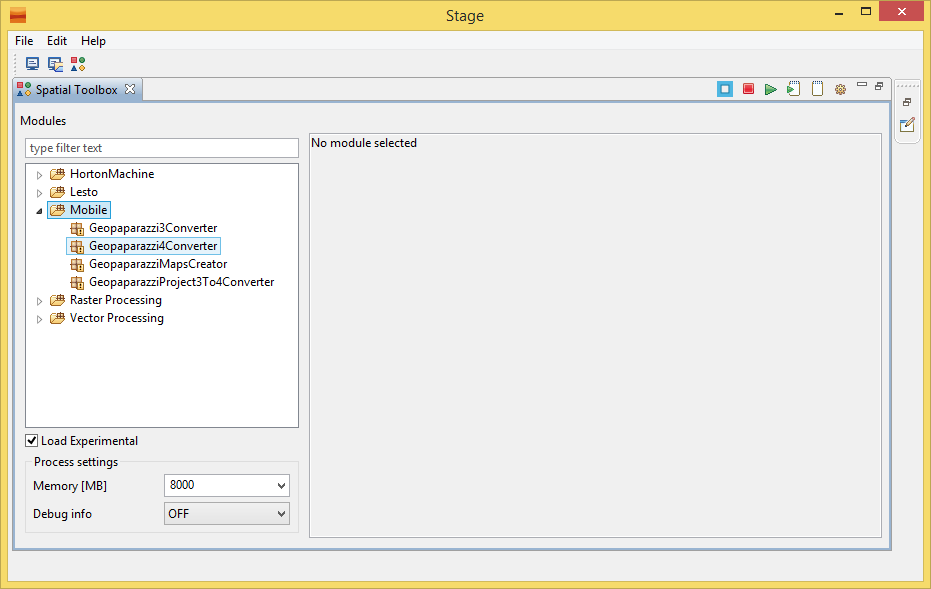 Stage
File Edit Help
Spatial Toolbox
Modules
type filter text
No module selected
HortonMachine
Lesto
Mobile
Geopaparazzi3Converter
Geopaparazzi4Converter
GeopaparazziMapsCreator
GeopaparazziProject3To4Converter
Raster Processing
Vector Processing
Load Experimental
Process settings
Memory [MB] 8000
Debug info OFF